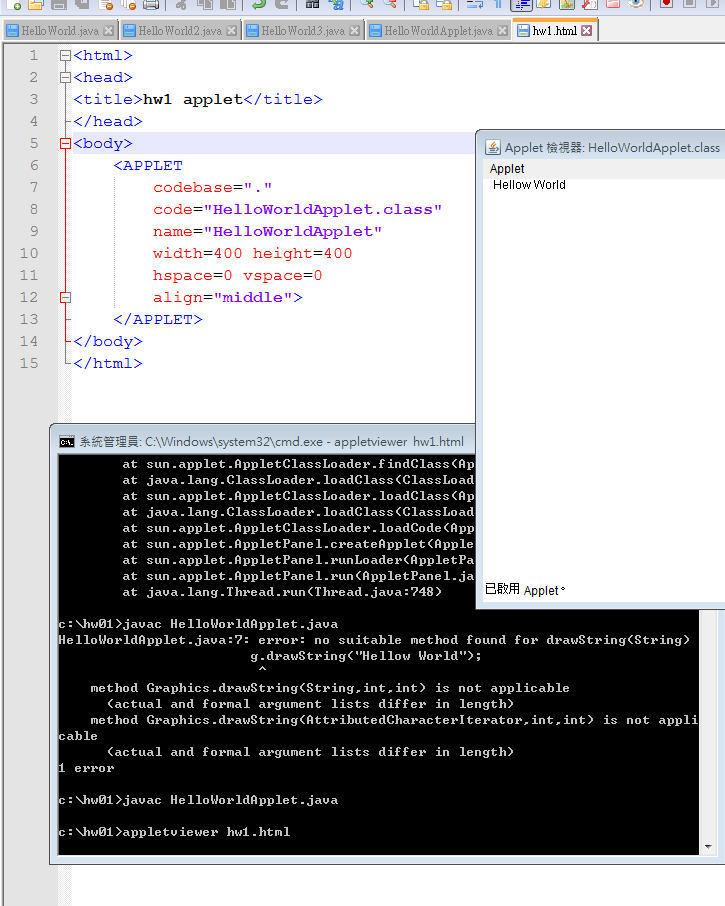 HelloWorld.java HelloWorld2.java HelloWorld3.java HelloWorldApplet.java hw1.html
1 <html>
2 <head>
3 <title>hw1 applet</title>
4 </head>
5 <body>
6 <APPLET
7 codebase="."
8 code="HelloWorldApplet.class"
9 name="HelloWorldApplet"
10 width=400 height=400
11 hspace=0 vspace=0
12 align="middle">
13 </APPLET>
14 </body>
15 </html>
Applet 檢視器: HelloWorldApplet.class
Applet
Hellow World
已啟用 Applet。
系統管理員: C:\Windows\system32\cmd.exe - appletviewer hw1.html
at sun.applet.AppletClassLoader.findClass(Ap
at java.lang.ClassLoader.loadClass(ClassLoad
at sun.applet.AppletClassLoader.loadClass(Ap
at java.lang.ClassLoader.loadClass(ClassLoad
at sun.applet.AppletClassLoader.loadCode(App
at sun.applet.AppletPanel.createApplet(Apple
at sun.applet.AppletPanel.runLoader(AppletPa
at sun.applet.AppletPanel.run(AppletPanel.ja
at java.lang.Thread.run(Thread.java:748)
c:\hw01>javac HelloWorldApplet.java
HelloWorldApplet.java:7: error: no suitable method found for drawString(String)
g.drawString("Hellow World");
^
method Graphics.drawString(String,int,int) is not applicable
(actual and formal argument lists differ in length)
method Graphics.drawString(AttributedCharacterIterator,int,int) is not appli
cable
(actual and formal argument lists differ in length)
1 error
c:\hw01>javac HelloWorldApplet.java
c:\hw01>appletviewer hw1.html